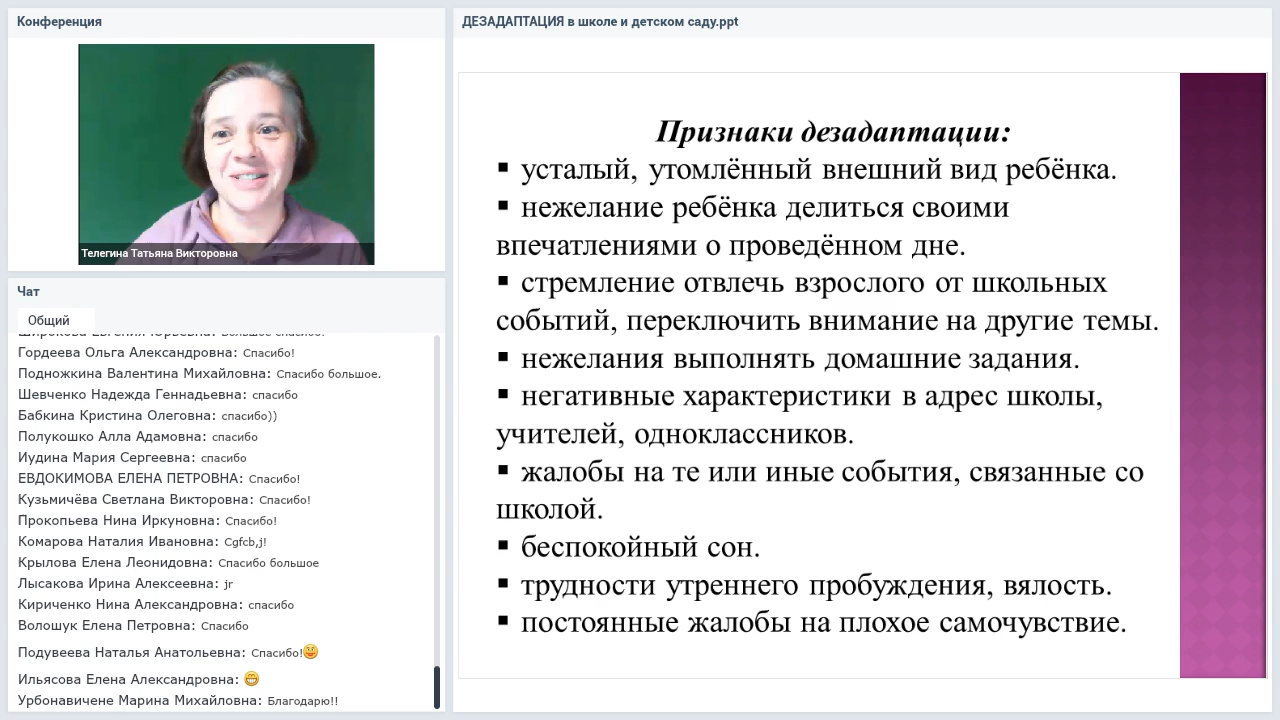 Конференция
Телегина Татьяна Викторовна
Чат
Общий
Гордеева Ольга Александровна: Спасибо!
Подножкина Валентина Михайловна: Спасибо большое.
Шевченко Надежда Геннадьевна: спасибо
Бабкина Кристина Олеговна: спасибо))
Полукошко Алла Адамовна: спасибо
Иудина Мария Сергеевна: спасибо
ЕВДОКИМОВА ЕЛЕНА ПЕТРОВНА: Спасибо!
Кузьмичёва Светлана Викторовна: Спасибо!
Прокопьева Нина Иркуновна: Спасибо!
Комарова Наталия Ивановна: Cgfcb,j!
Крылова Елена Леонидовна: Спасибо большое
Лысакова Ирина Алексеевна: jr
Кириченко Нина Александровна: спасибо
Волошук Елена Петровна: Спасибо
Подувеева Наталья Анатольевна: Спасибо!
Ильясова Елена Александровна:
Урбонавичене Марина Михайловна: Благодарю!!
ДЕЗАДАПТАЦИЯ в школе и детском саду.ppt
Признаки дезадаптации:
▪ усталый, утомлённый внешний вид ребёнка.
▪ нежелание ребёнка делиться своими
впечатлениями о проведённом дне.
▪ стремление отвлечь взрослого от школьных
событий, переключить внимание на другие темы.
▪ нежелания выполнять домашние задания.
▪ негативные характеристики в адрес школы,
учителей, одноклассников.
▪ жалобы на те или иные события, связанные со
школой.
▪ беспокойный сон.
▪ трудности утреннего пробуждения, вялость.
▪ постоянные жалобы на плохое самочувствие.